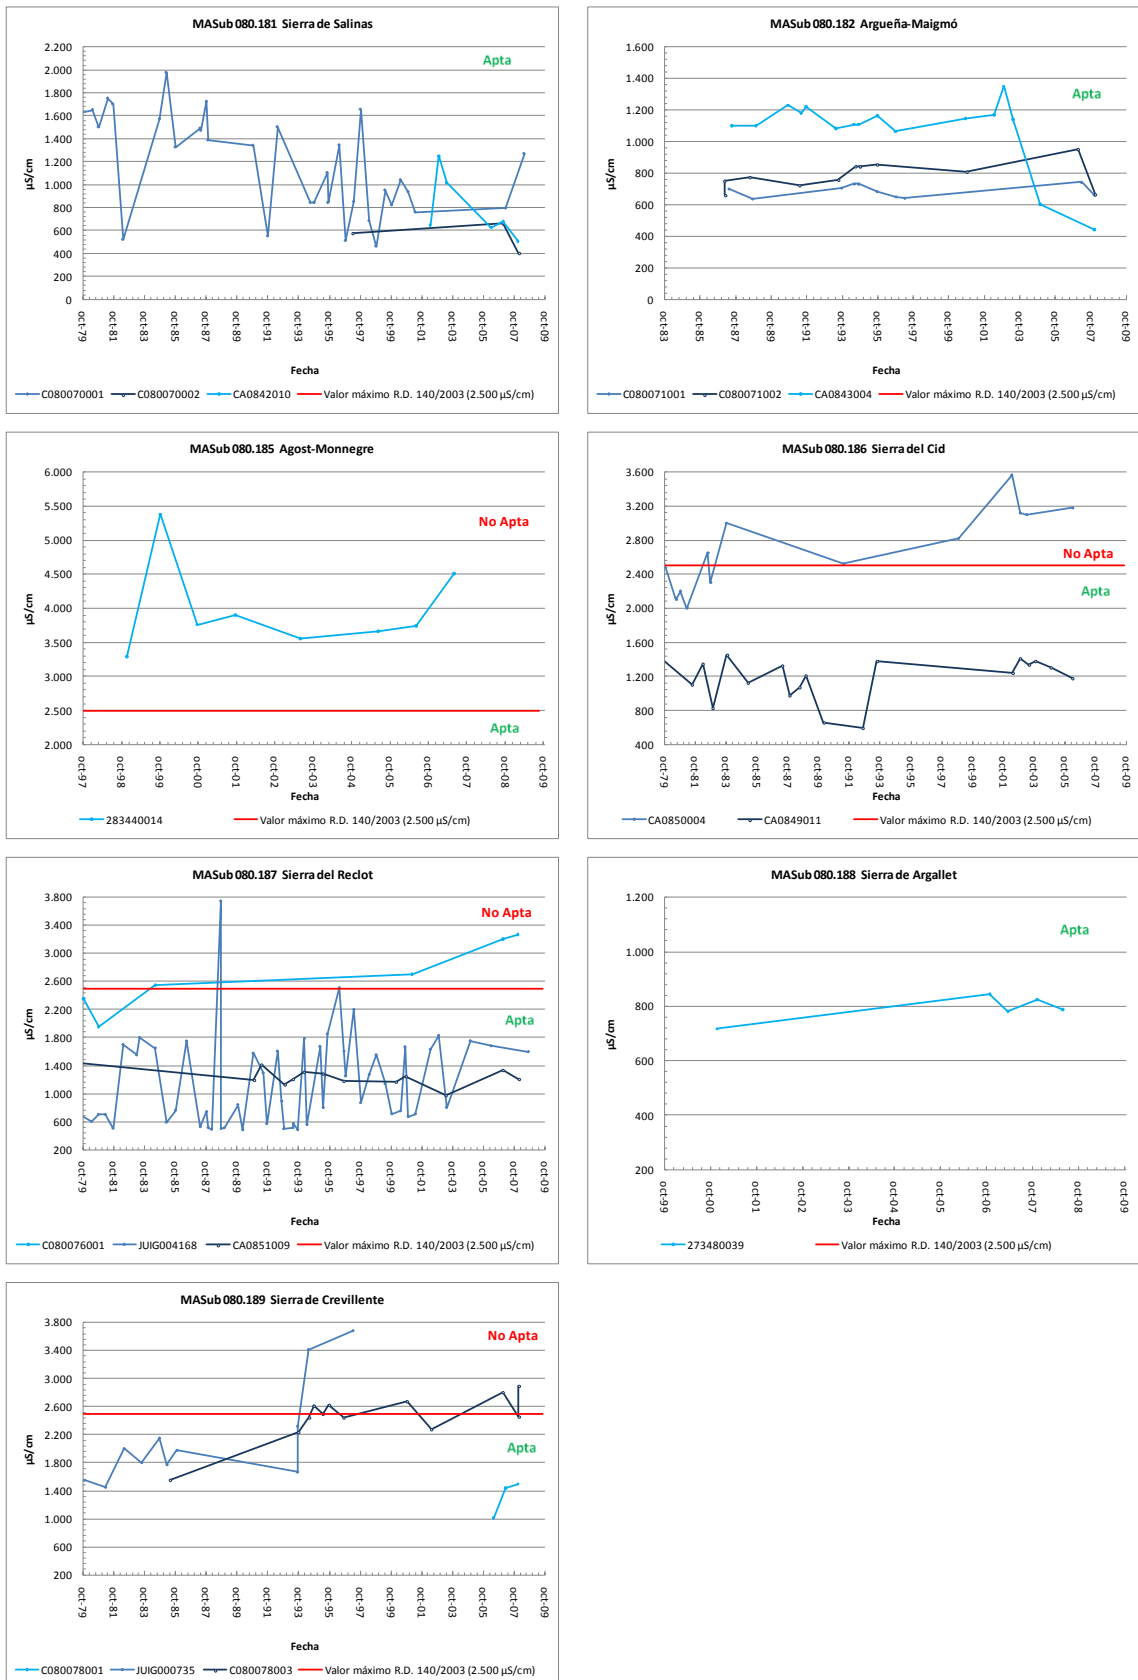 MASub 080.181 Sierra de Salinas
2.200
2.000
1.800
1.600
1.400
1.200
1.000
800
600
400
200
0
µS/cm
Apta
oct-79 oct-81 oct-83 oct-85 oct-87 oct-89 oct-91 oct-93 oct-95 oct-97 oct-99 oct-01 oct-03 oct-05 oct-07 oct-09
Fecha
C080070001 C080070002 CA0842010 Valor máximo R.D. 140/2003 (2.500 µS/cm)
MASub 080.182 Argueña-Maigmó
1.600
1.400
1.200
1.000
800
600
400
200
0
µS/cm
Apta
oct-83 oct-85 oct-87 oct-89 oct-91 oct-93 oct-95 oct-97 oct-99 oct-01 oct-03 oct-05 oct-07 oct-09
Fecha
C080071001 C080071002 CA0843004 Valor máximo R.D. 140/2003 (2.500 µS/cm)
MASub 080.185 Agost-Monnegre
6.000
5.500
5.000
4.500
4.000
3.500
3.000
2.500
2.000
µS/cm
No Apta
Apta
oct-97 oct-98 oct-99 oct-00 oct-01 oct-03 oct-04 oct-05 oct-06 oct-07 oct-08 oct-09
Fecha
283440014 Valor máximo R.D. 140/2003 (2.500 µS/cm)
MASub 080.186 Sierra del Cid
3.600
3.200
2.800
2.400
2.000
1.600
1.200
800
400
µS/cm
No Apta
Apta
oct-79 oct-81 oct-83 oct-85 oct-87 oct-89 oct-91 oct-93 oct-95 oct-97 oct-99 oct-01 oct-03 oct-05 oct-07 oct-09
Fecha
CA0850004 CA0849011 Valor máximo R.D. 140/2003 (2.500 µS/cm)
MASub 080.187 Sierra del Reclot
3.800
3.400
3.000
2.600
2.200
1.800
1.400
1.000
600
200
µS/cm
No Apta
Apta
oct-79 oct-81 oct-83 oct-85 oct-87 oct-89 oct-91 oct-93 oct-95 oct-97 oct-99 oct-01 oct-03 oct-05 oct-07 oct-09
Fecha
C080076001 JUIG004168 CA0851009 Valor máximo R.D. 140/2003 (2.500 µS/cm)
MASub 080.188 Sierra de Argallet
1.200
1.000
800
600
400
200
µS/cm
Apta
oct-99 oct-00 oct-02 oct-03 oct-04 oct-05 oct-06 oct-07 oct-08 oct-09
Fecha
273480039 Valor máximo R.D. 140/2003 (2.500 µS/cm)
MASub 080.189 Sierra de Crevillente
3.800
3.400
3.000
2.600
2.200
1.800
1.400
1.000
600
200
µS/cm
No Apta
Apta
oct-79 oct-81 oct-83 oct-85 oct-87 oct-89 oct-91 oct-93 oct-95 oct-97 oct-99 oct-01 oct-03 oct-05 oct-07 oct-09
Fecha
C080078001 JUIG000735 C080078003 Valor máximo R.D. 140/2003 (2.500 µS/cm)